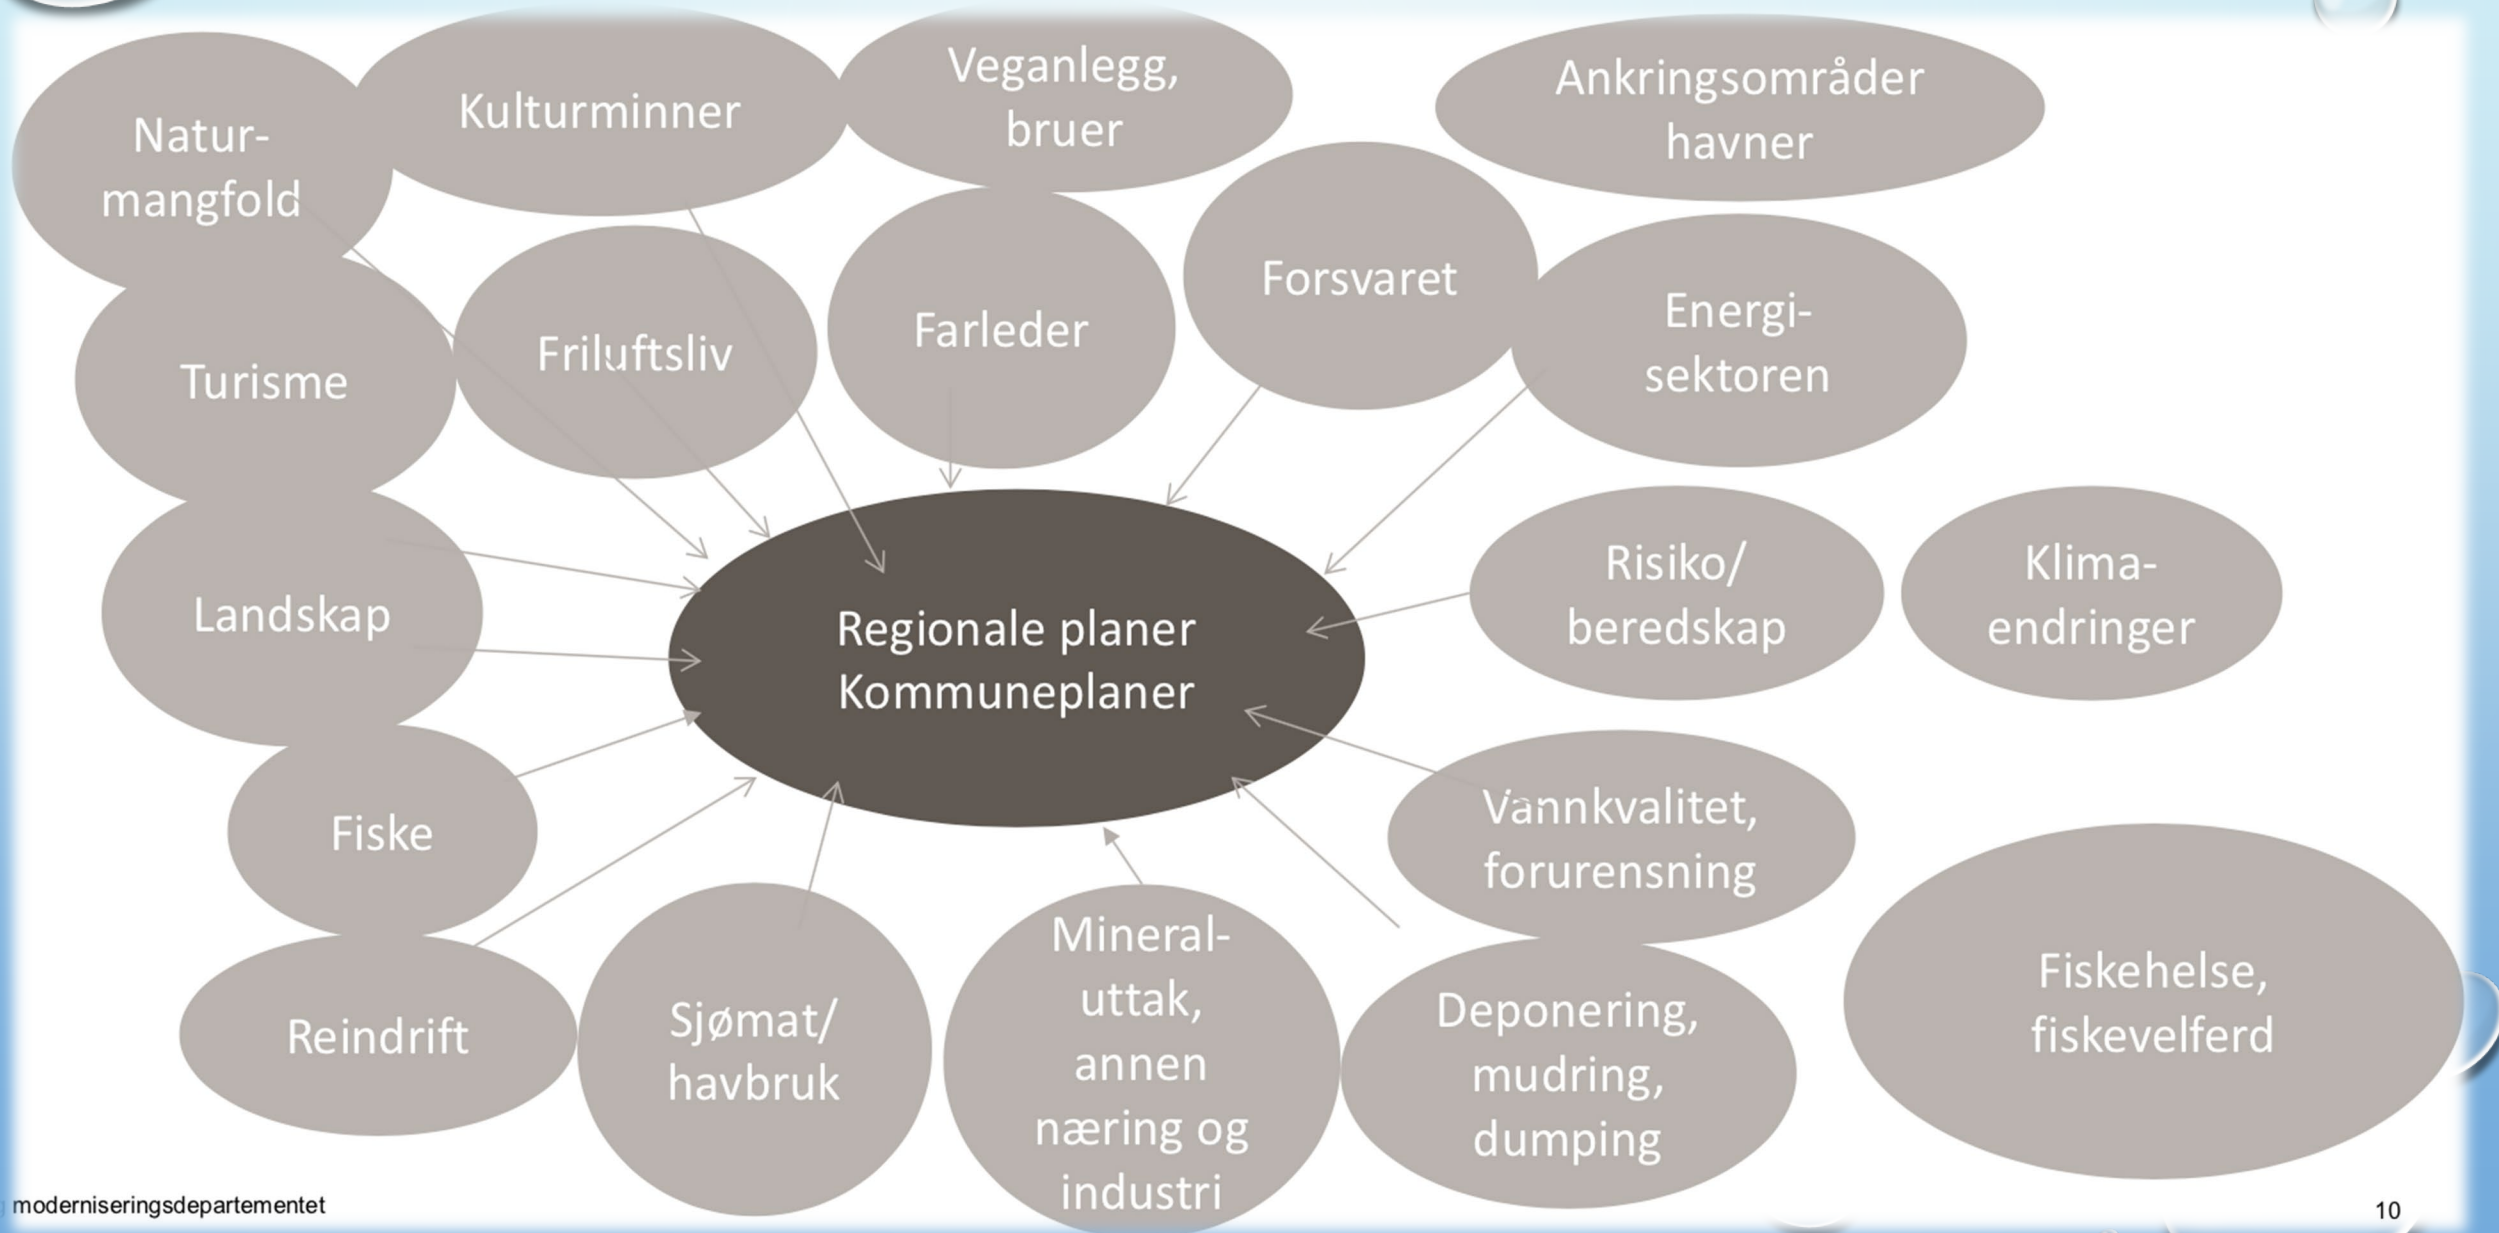 Natur-
mangfold
Kulturminner
Veganlegg,
bruer
Ankringsområder
havner
Turisme
Friluftsliv
Farleder
Forsvaret
Energi-
sektoren
Landskap
Regionale planer
Kommuneplaner
Risiko/
beredskap
Klima-
endringer
Fiske
Vannkvalitet,
forurensning
Reindrift
Sjømat/
havbruk
Mineral-
uttak,
annen
næring og
industri
Deponering,
mudring,
dumping
Fiskehelse,
fiskevelferd
moderniseringsdepartementet
10